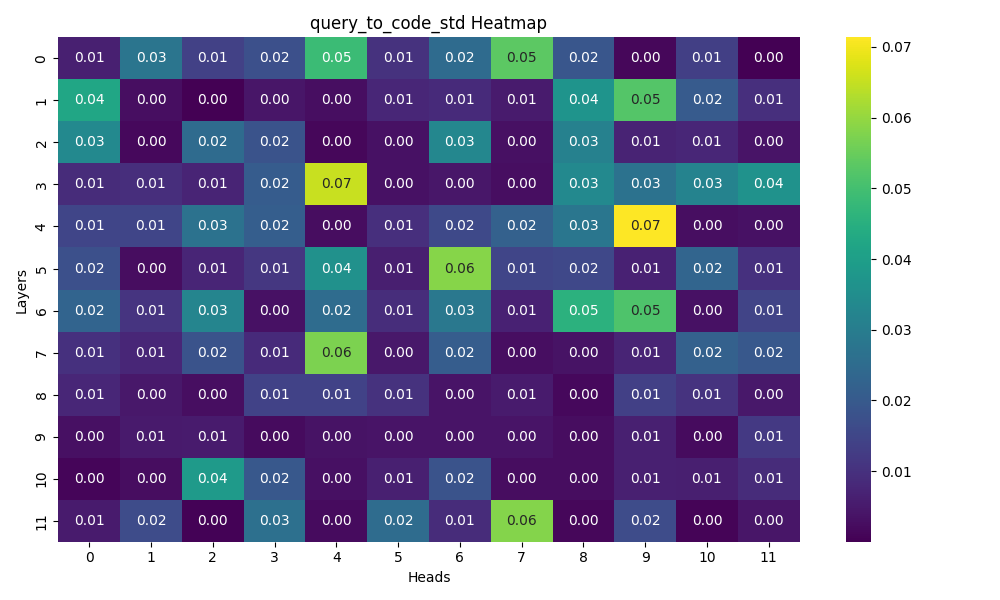 query_to_code_std Heatmap
0 0.01 0.03 0.01 0.02 0.05 0.01 0.02 0.05 0.02 0.00 0.01 0.00
1 0.04 0.00 0.00 0.00 0.00 0.01 0.01 0.01 0.04 0.05 0.02 0.01
2 0.03 0.00 0.02 0.02 0.00 0.00 0.03 0.00 0.03 0.01 0.01 0.00
3 0.01 0.01 0.01 0.02 0.07 0.00 0.00 0.00 0.03 0.03 0.03 0.04
4 0.01 0.01 0.03 0.02 0.00 0.01 0.02 0.02 0.03 0.07 0.00 0.00
5 0.02 0.00 0.01 0.01 0.04 0.01 0.06 0.01 0.02 0.01 0.02 0.01
6 0.02 0.01 0.03 0.00 0.02 0.01 0.03 0.01 0.05 0.05 0.00 0.01
7 0.01 0.01 0.02 0.01 0.06 0.00 0.02 0.00 0.00 0.01 0.02 0.02
8 0.01 0.00 0.00 0.01 0.01 0.01 0.00 0.01 0.00 0.01 0.01 0.00
9 0.00 0.01 0.01 0.00 0.00 0.00 0.00 0.00 0.00 0.01 0.00 0.01
10 0.00 0.00 0.04 0.02 0.00 0.01 0.02 0.00 0.00 0.01 0.01 0.01
11 0.01 0.02 0.00 0.03 0.00 0.02 0.01 0.06 0.00 0.02 0.00 0.00
0 1 2 3 4 5 6 7 8 9 10 11
Heads
Layers
0.07
0.06
0.05
0.04
0.03
0.02
0.01